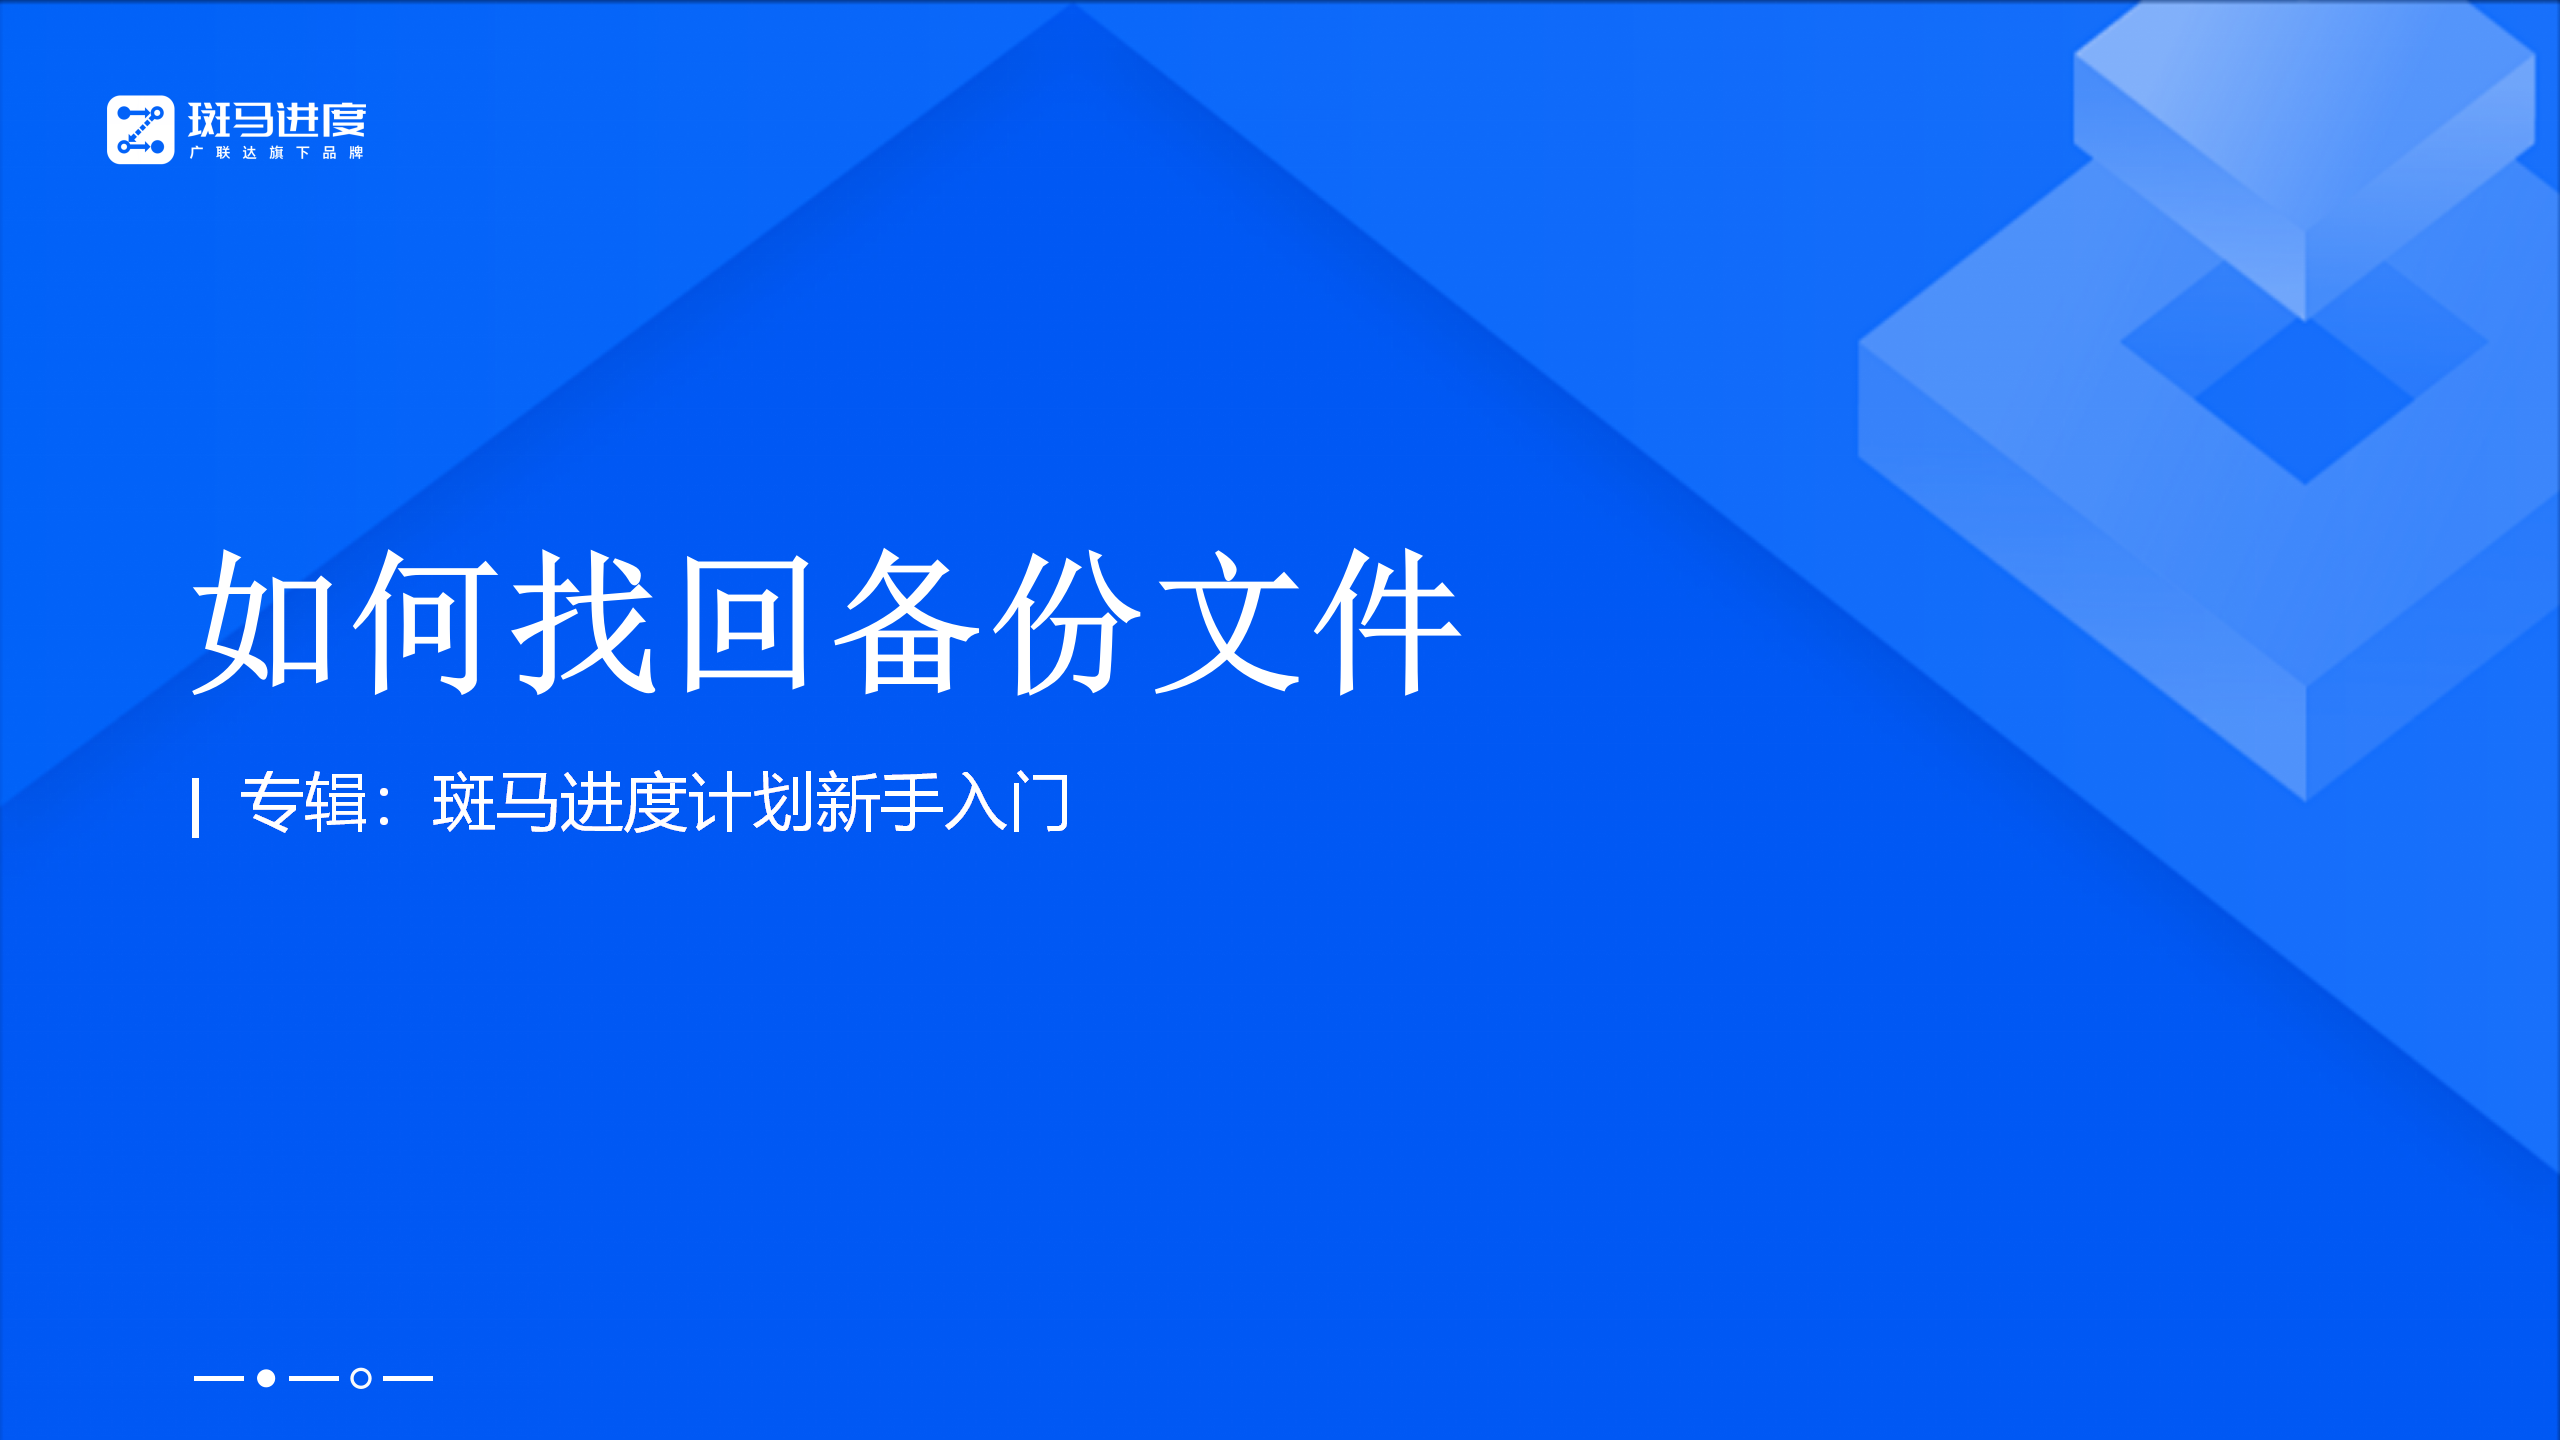 斑马进度
广联达旗下品牌
如何找回备份文件
专辑：斑马进度计划新手入门